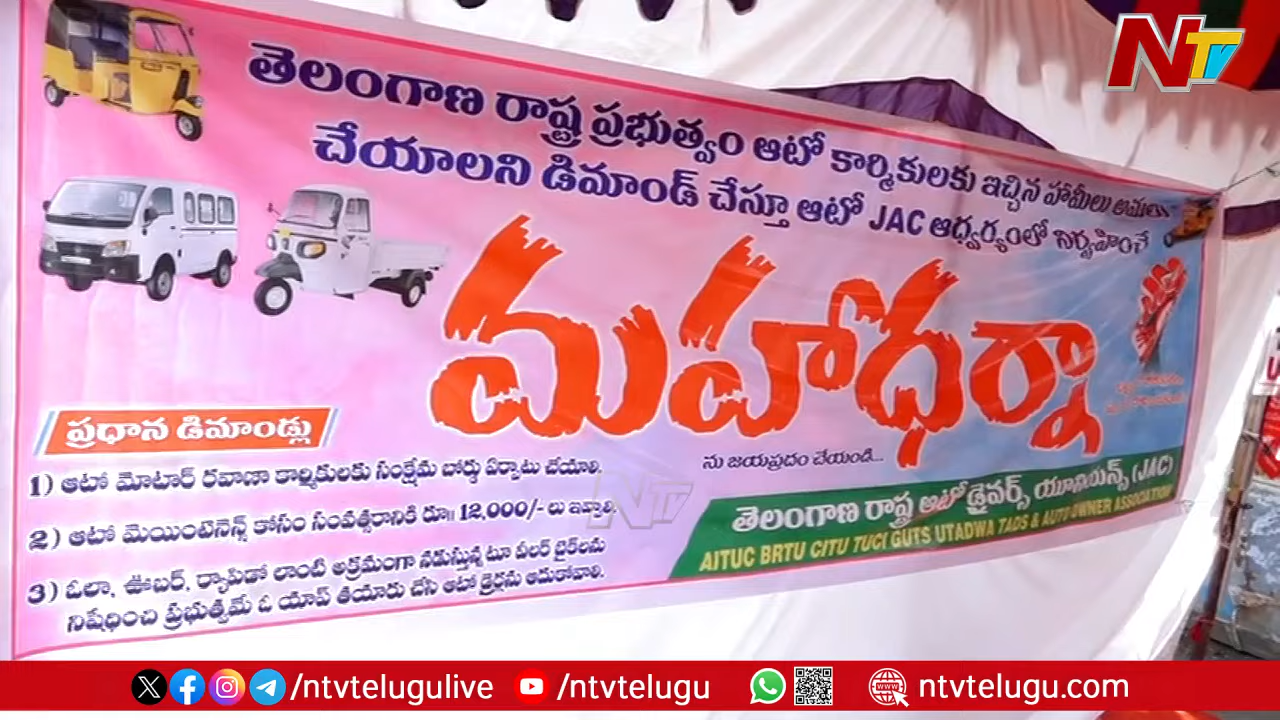 NTV
తెలంగాణ రాష్ట్ర ప్రభుత్వం ఆటో కార్మికులకు ఇచ్చిన హామీలు అమలు
చేయాలని డిమాండ్ చేస్తూ ఆటో JAC ఆధ్వర్యంలో నిర్వహించే
మహాధర్నా
ను జయప్రదం చేయండి...
ప్రధాన డిమాండ్లు
1) ఆటో మోటార్ రవాణా కార్మికులకు సంక్షేమ బోర్డు ఏర్పాటు చేయాలి.
2) ఆటో మెయింటెనెన్స్ కోసం సంవత్సరానికి రూ॥ 12,000/- లు ఇవ్వాలి.
3) ఓలా, ఊబర్, ర్యాపిడో లాంటి అక్రమంగా నడుస్తున్న టూ వీలర్ బైక్‌లను
నిషేధించి ప్రభుత్వమే ఓ యాప్ తయారు చేసి ఆటో డ్రైవర్లను ఆదుకోవాలి.
NTV
తెలంగాణ రాష్ట్ర ఆటో డ్రైవర్స్ యూనియన్స్ (JAC)
AITUC BRTU CITU TUCI GUTS UTADWA TADS & AUTO OWNER ASSOCIATION
/ntvtelugulive /ntvtelugu ntvtelugu.com